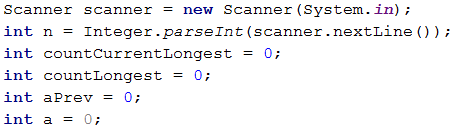 Scanner scanner = new Scanner(System.in);
int n = Integer.parseInt(scanner.nextLine());
int countCurrentLongest = 0;
int countLongest = 0;
int aPrev = 0;
int a = 0;